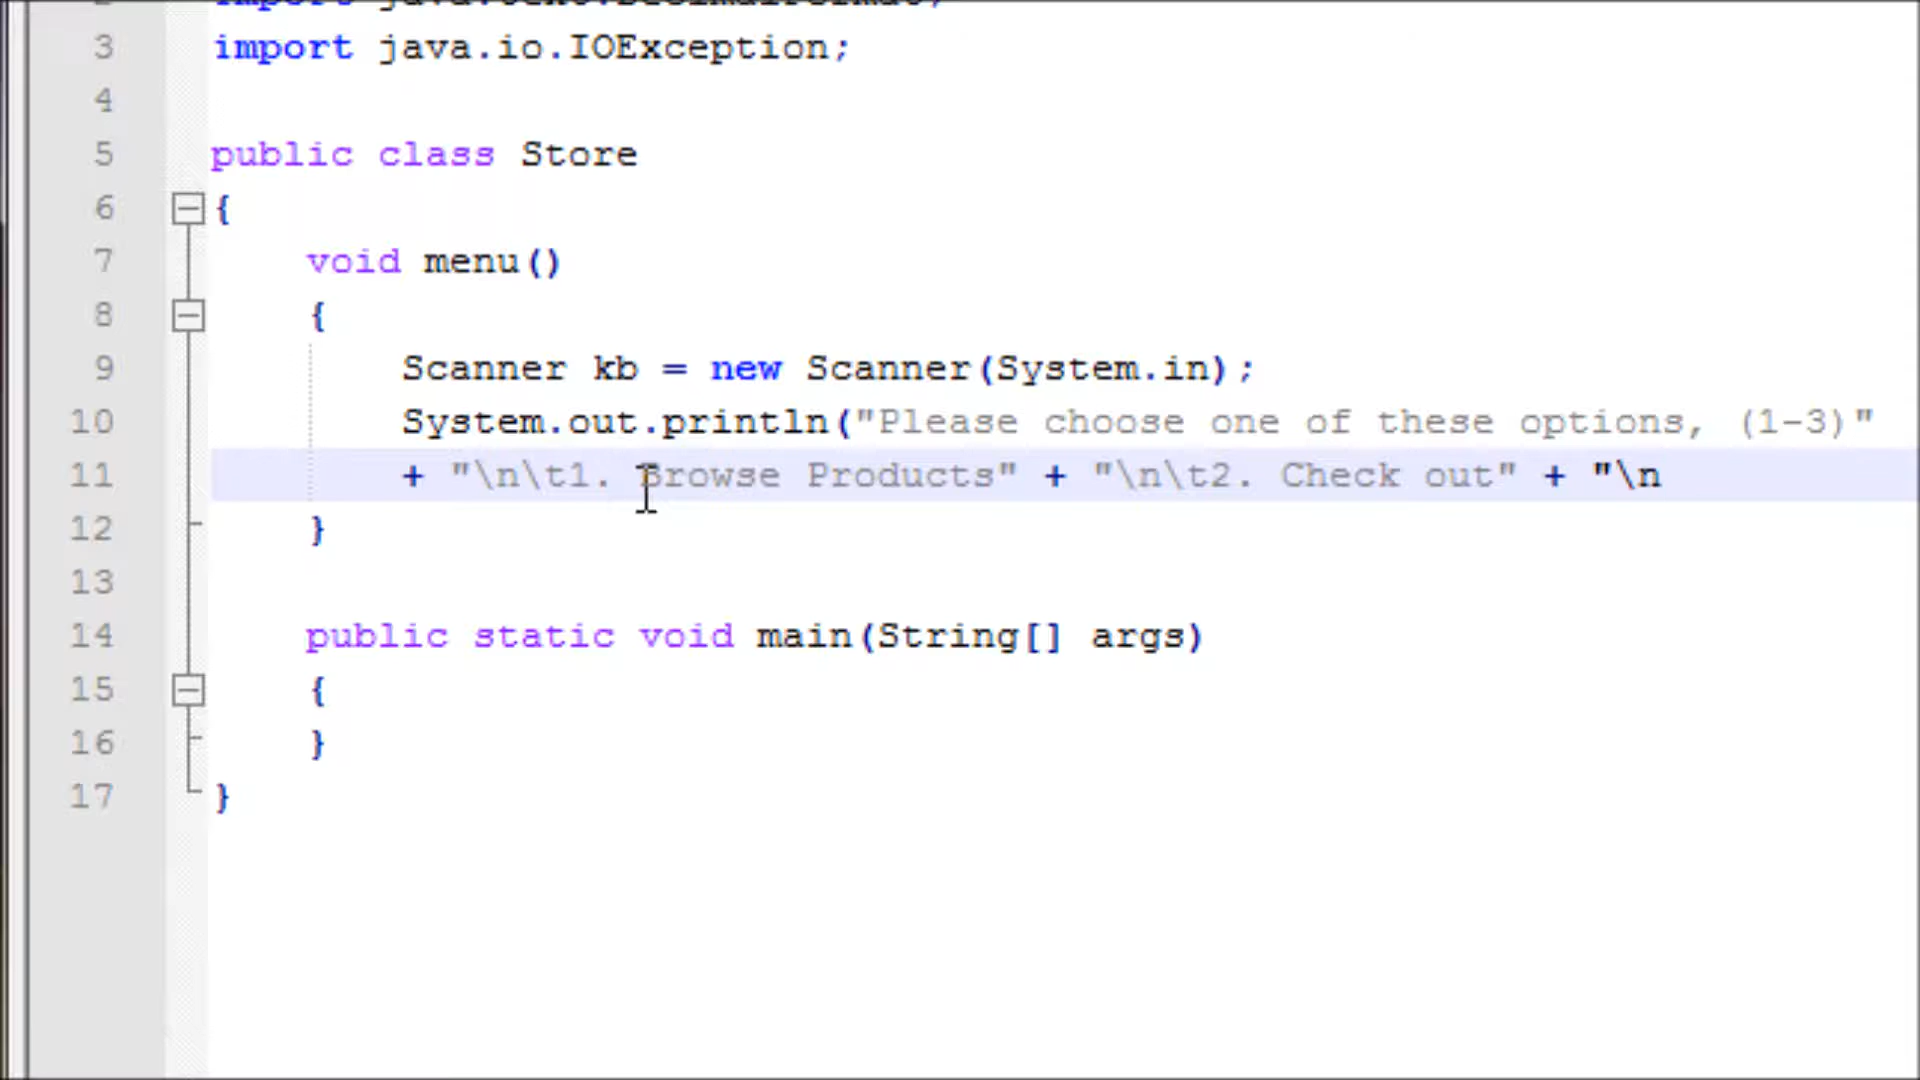 3 import java.io.IOException;
4
5 public class Store
6 {
7 void menu()
8 {
9 Scanner kb = new Scanner(System.in);
10 System.out.println("Please choose one of these options, (1-3)"
11 + "\n\t1. Browse Products" + "\n\t2. Check out" + "\n
12 }
13
14 public static void main(String[] args)
15 {
16 }
17 }